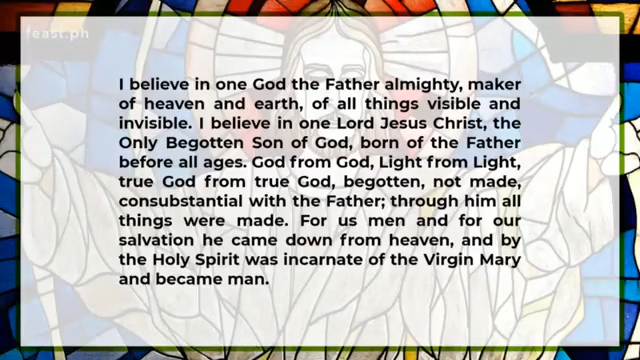 feast.ph
I believe in one God the Father almighty, maker
of heaven and earth, of all things visible and
invisible. I believe in one Lord Jesus Christ, the
Only Begotten Son of God, born of the Father
before all ages. God from God, Light from Light,
true God from true God, begotten, not made,
consubstantial with the Father; through him all
things were made. For us men and for our
salvation he came down from heaven, and by
the Holy Spirit was incarnate of the Virgin Mary
and became man.